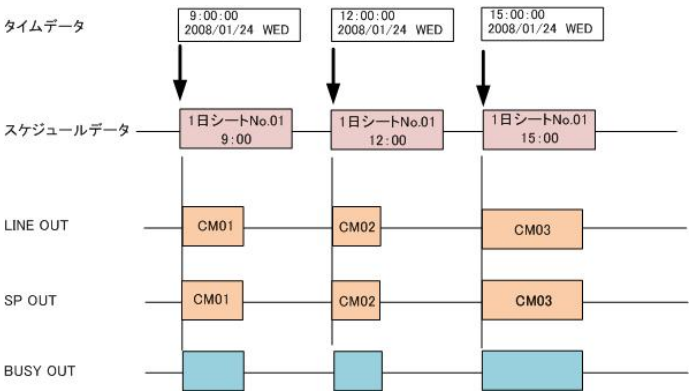 タイムデータ
9:00:00
2008/01/24 WED
12:00:00
2008/01/24 WED
15:00:00
2008/01/24 WED
スケジュールデータ
1日シートNo.01
9:00
1日シートNo.01
12:00
1日シートNo.01
15:00
LINE OUT
CM01
CM02
CM03
SP OUT
CM01
CM02
CM03
BUSY OUT